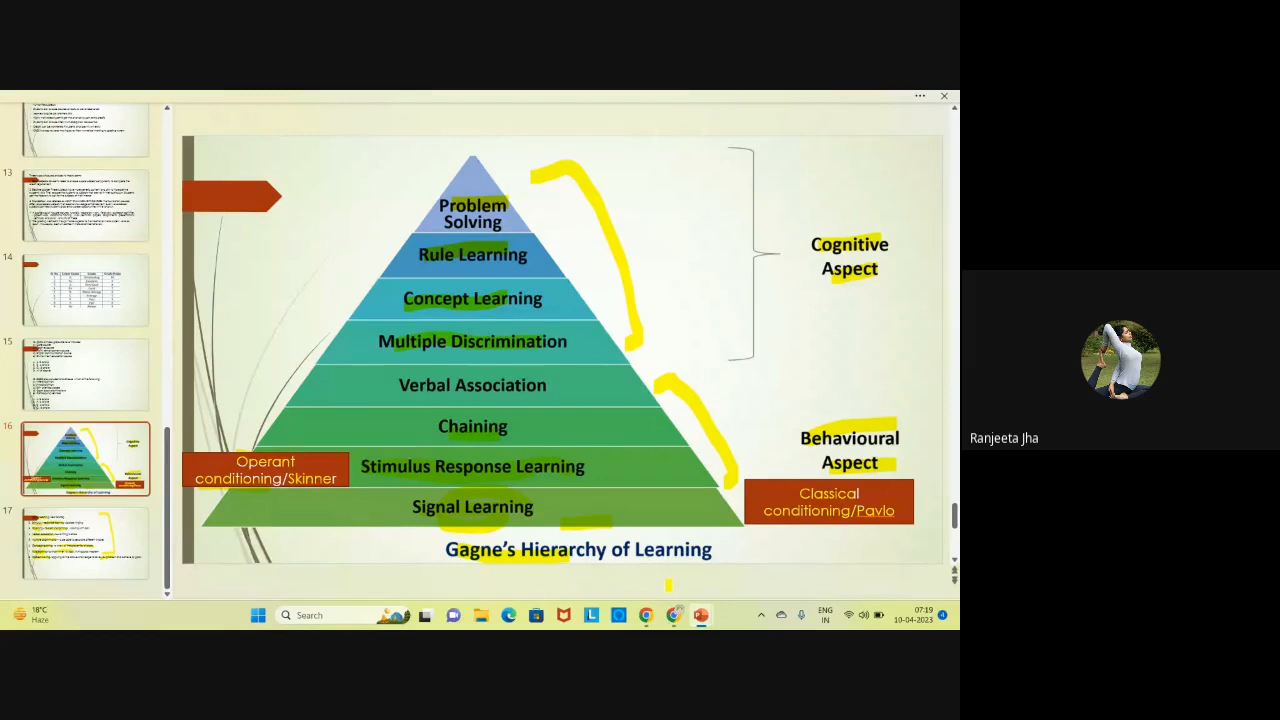 13
14
15
16
17
Problem
Solving
Rule Learning
Concept Learning
Multiple Discrimination
Verbal Association
Chaining
Stimulus Response Learning
Signal Learning
Operant
conditioning/Skinner
Cognitive
Aspect
Behavioural
Aspect
Classical
conditioning/Pavlo
Gagne's Hierarchy of Learning
Ranjeeta Jha
18°C
Haze
Search
ENG
IN
07:19
10-04-2023
4